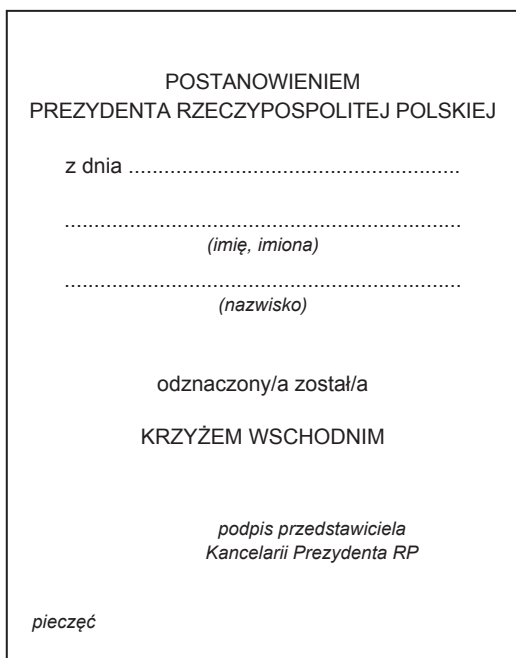 POSTANOWIENIEM
PREZYDENTA RZECZYPOSPOLITEJ POLSKIEJ
z dnia .......................................................
..................................................................
(imię, imiona)
..................................................................
(nazwisko)
odznaczony/a został/a
KRZYŻEM WSCHODNIM
podpis przedstawiciela
Kancelarii Prezydenta RP
pieczęć